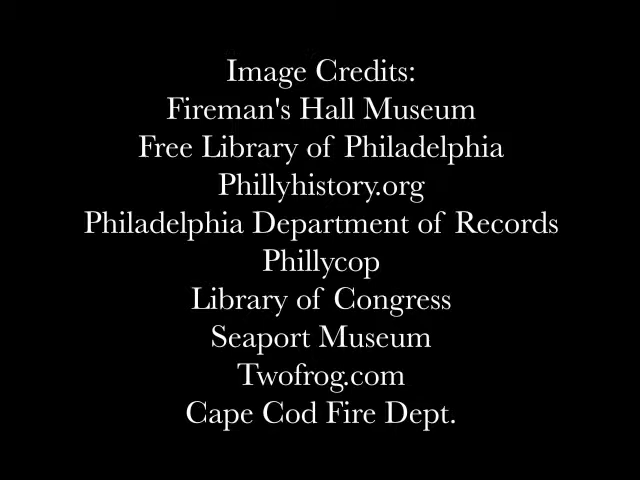 Image Credits:
Fireman's Hall Museum
Free Library of Philadelphia
Phillyhistory.org
Philadelphia Department of Records
Phillycop
Library of Congress
Seaport Museum
Twofrog.com
Cape Cod Fire Dept.